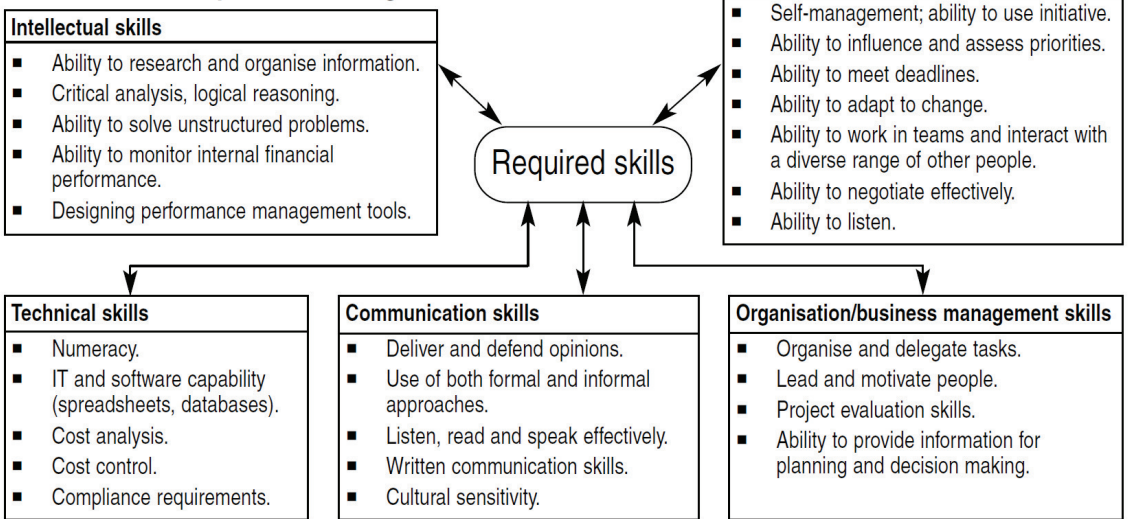 Intellectual skills
■ Ability to research and organise information.
■ Critical analysis, logical reasoning.
■ Ability to solve unstructured problems.
■ Ability to monitor internal financial
performance.
■ Designing performance management tools.
■ Self-management; ability to use initiative.
■ Ability to influence and assess priorities.
■ Ability to meet deadlines.
■ Ability to adapt to change.
■ Ability to work in teams and interact with
a diverse range of other people.
■ Ability to negotiate effectively.
■ Ability to listen.
Required skills
Technical skills
■ Numeracy.
■ IT and software capability
(spreadsheets, databases).
■ Cost analysis.
■ Cost control.
■ Compliance requirements.
Communication skills
■ Deliver and defend opinions.
■ Use of both formal and informal
approaches.
■ Listen, read and speak effectively.
■ Written communication skills.
■ Cultural sensitivity.
Organisation/business management skills
■ Organise and delegate tasks.
■ Lead and motivate people.
■ Project evaluation skills.
■ Ability to provide information for
planning and decision making.